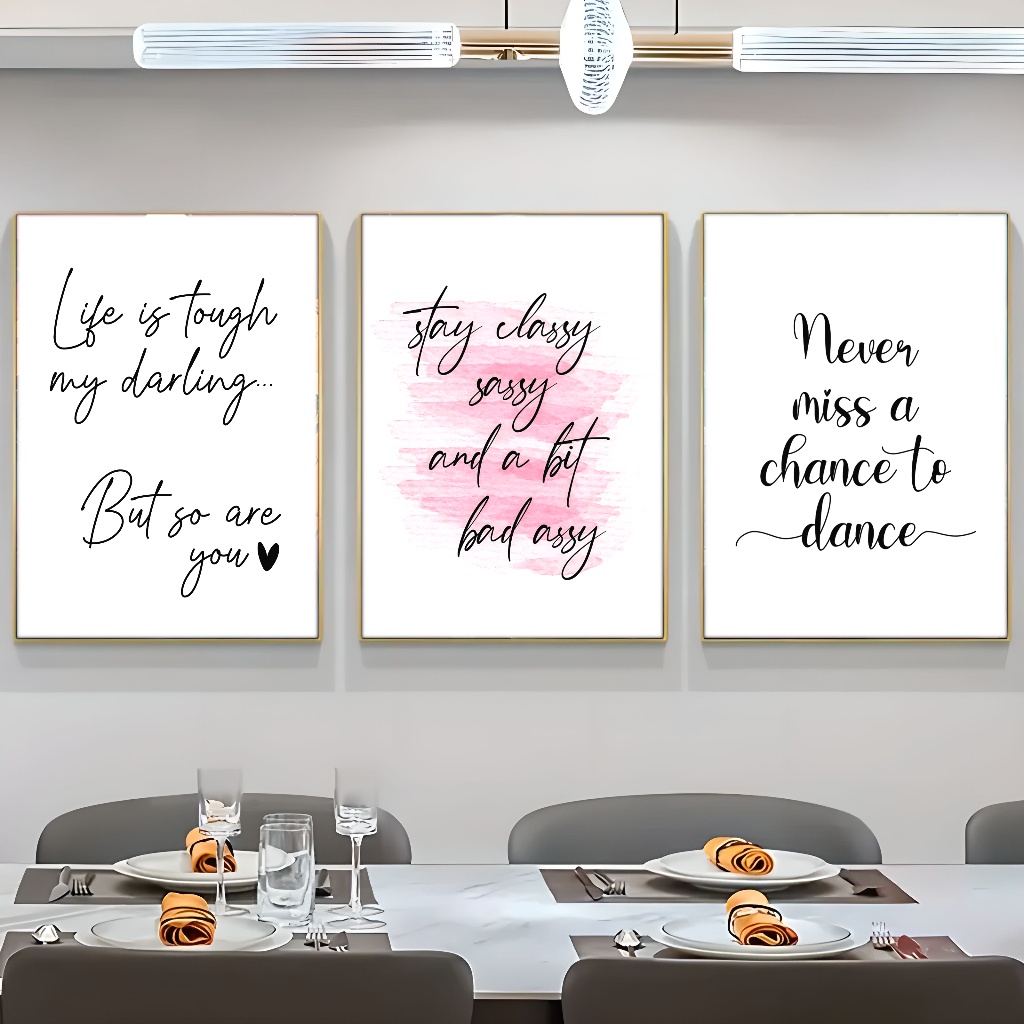 Life is tough
my darling...
But so are
you
stay classy
sassy
and a bit
bad assy
Never
miss a
chance to
dance